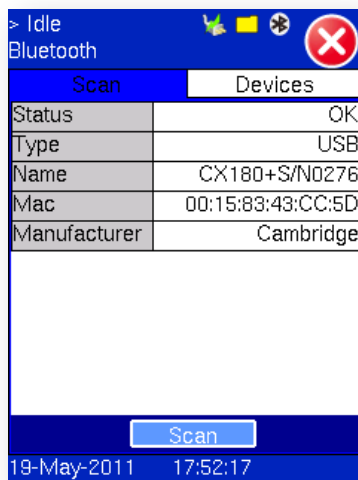 > Idle
Bluetooth
Scan Devices
Status OK
Type USB
Name CX180+S/N0276
Mac 00:15:83:43:CC:5D
Manufacturer Cambridge
Scan
19-May-2011 17:52:17